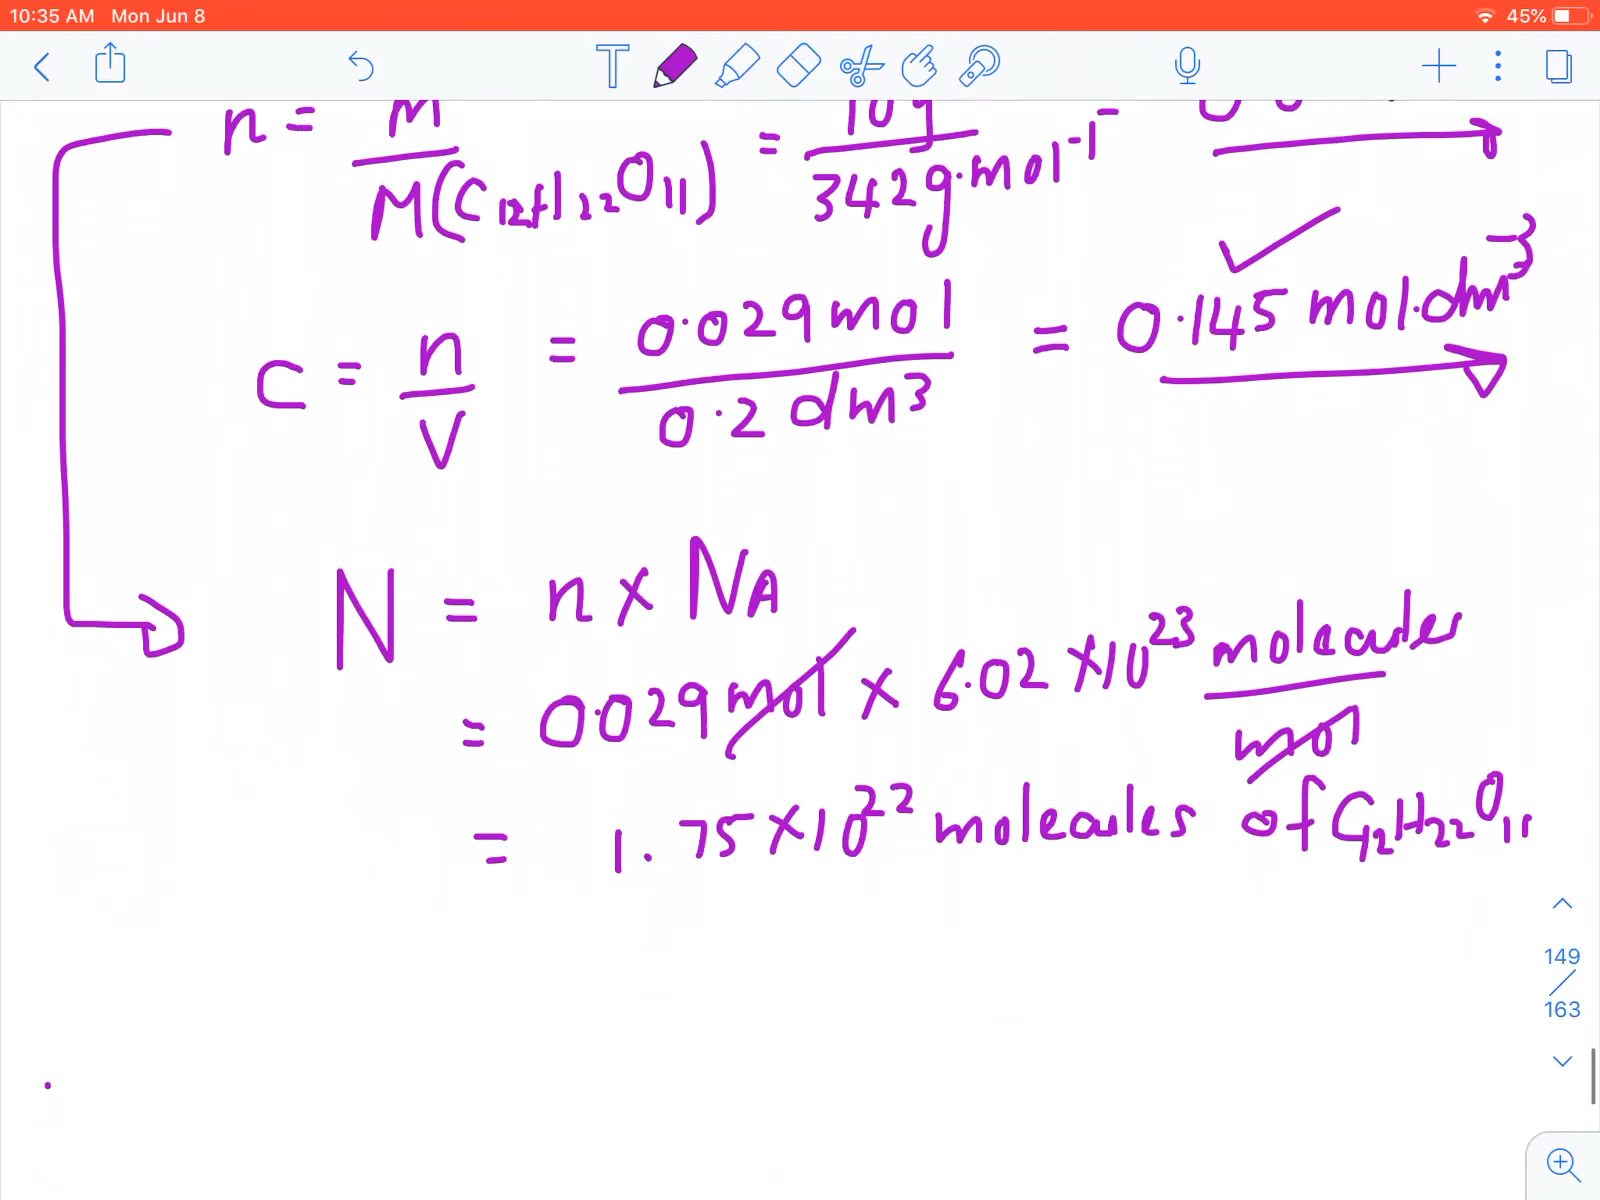 10:35 AM Mon Jun 8 45%
T
n = m / M(C₁₂H₂₂O₁₁) = 10g / 342g·mol⁻¹ =
c = n / V = 0.029 mol / 0.2 dm³ = 0.145 mol.dm⁻³
N = n × NA
= 0.029 mol × 6.02 × 10²³ molecules / mol
= 1.75 × 10²² molecules of C₁₂H₂₂O₁₁
149
163